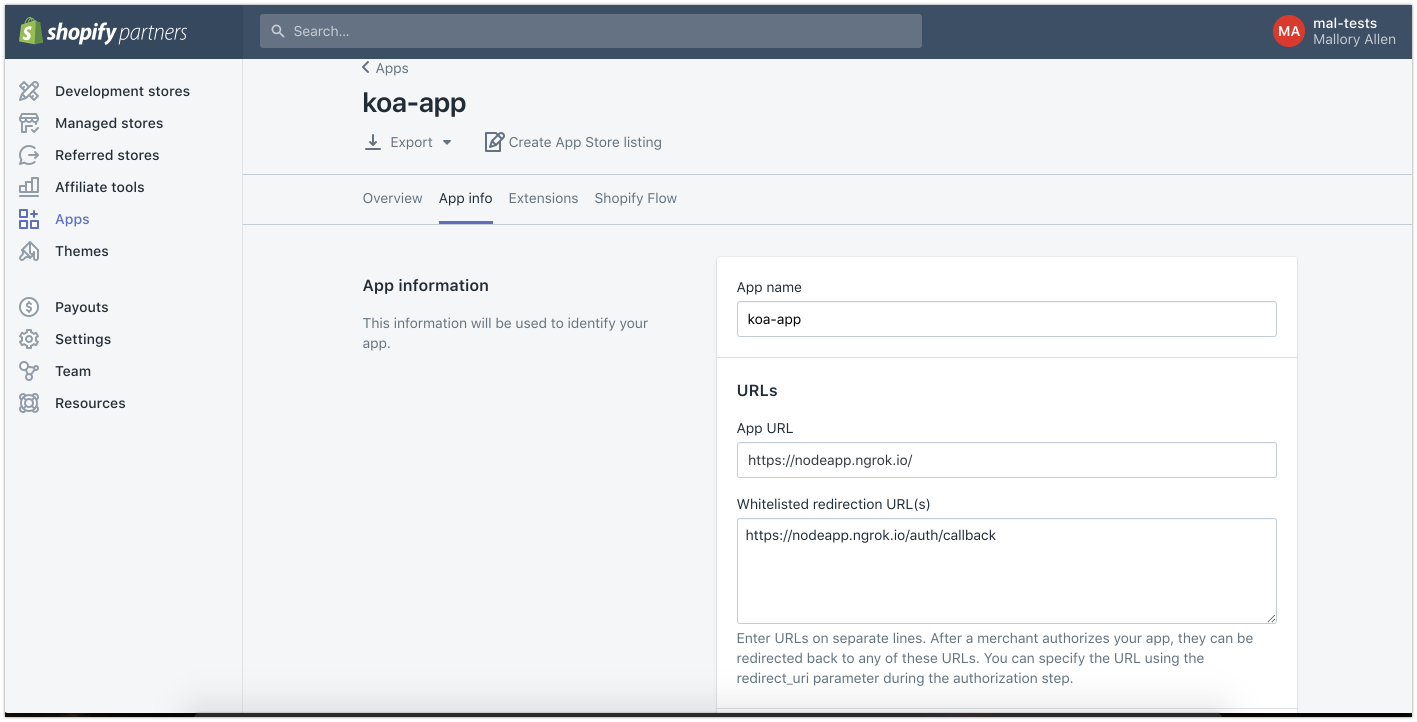 shopify partners
Search...
MA
mal-tests
Mallory Allen
Development stores
Managed stores
Referred stores
Affiliate tools
Apps
Themes
Payouts
Settings
Team
Resources
Apps
koa-app
Export
Create App Store listing
Overview App info Extensions Shopify Flow
App information
This information will be used to identify your
app.
App name
koa-app
URLs
App URL
https://nodeapp.ngrok.io/
Whitelisted redirection URL(s)
https://nodeapp.ngrok.io/auth/callback
Enter URLs on separate lines. After a merchant authorizes your app, they can be
redirected back to any of these URLs. You can specify the URL using the
redirect_uri parameter during the authorization step.